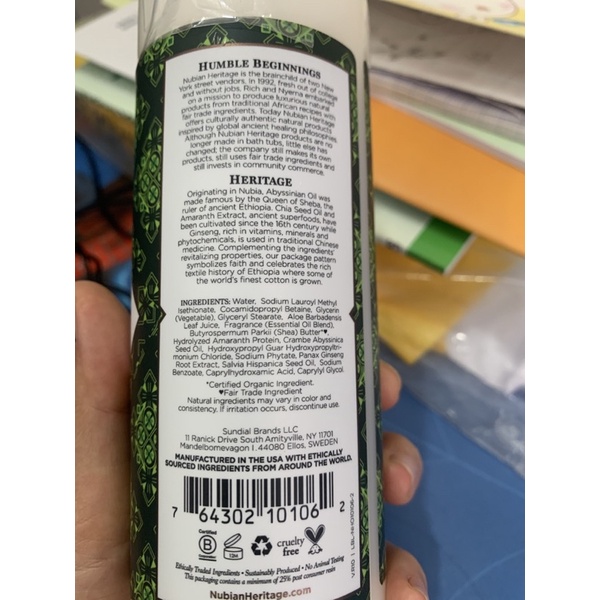 HUMBLE BEGINNINGS
Nubian Heritage is the brainchild of two New
York street vendors. In 1992, fresh out of college
and without jobs, Rich and Nyema embarked
on a mission to produce luxurious natural
products from traditional African recipes with
fair trade ingredients. Today Nubian Heritage
offers culturally authentic natural products
inspired by global ancient healing philosophies.
Although Nubian Heritage products are no
longer made in bath tubs, little else has
changed; the company still makes its own
products, still uses fair trade ingredients and
still invests in community commerce.
HERITAGE
Originating in Nubia, Abyssinian Oil was
made famous by the Queen of Sheba, the
ruler of ancient Ethiopia. Chia Seed Oil and
Amaranth Extract, ancient superfoods, have
been cultivated since the 16th century while
Ginseng, rich in vitamins, minerals and
phytochemicals, is used in traditional Chinese
medicine. Complementing the ingredients'
revitalizing properties, our package pattern
symbolizes faith and celebrates the rich
textile history of Ethiopia where some of
the world's finest cotton is grown.
INGREDIENTS: Water, Sodium Lauroyl Methyl
Isethionate, Cocamidopropyl Betaine, Glycerin
(Vegetable), Glyceryl Stearate, Aloe Barbadensis
Leaf Juice, Fragrance (Essential Oil Blend),
Butyrospermum Parkii (Shea) Butter*♥,
Hydrolyzed Amaranth Protein, Crambe Abyssinica
Seed Oil, Hydroxypropyl Guar Hydroxypropyltri-
monium Chloride, Sodium Phytate, Panax Ginseng
Root Extract, Salvia Hispanica Seed Oil, Sodium
Benzoate, Caprylhydroxamic Acid, Caprylyl Glycol.
*Certified Organic Ingredient.
♥Fair Trade Ingredient
Natural ingredients may vary in color and
consistency. If irritation occurs, discontinue use.
Sundial Brands LLC
11 Ranick Drive South Amityville, NY 11701
Mandelbomevagon 1, 44080 Ellos, SWEDEN
MANUFACTURED IN THE USA WITH ETHICALLY
SOURCED INGREDIENTS FROM AROUND THE WORLD.
7 64302 10106 2
Certified
B
Corporation
12M
cruelty
free
Ethically Traded Ingredients • Sustainably Produced • No Animal Testing
This packaging contains a minimum of 25% post consumer resin
NubianHeritage.com